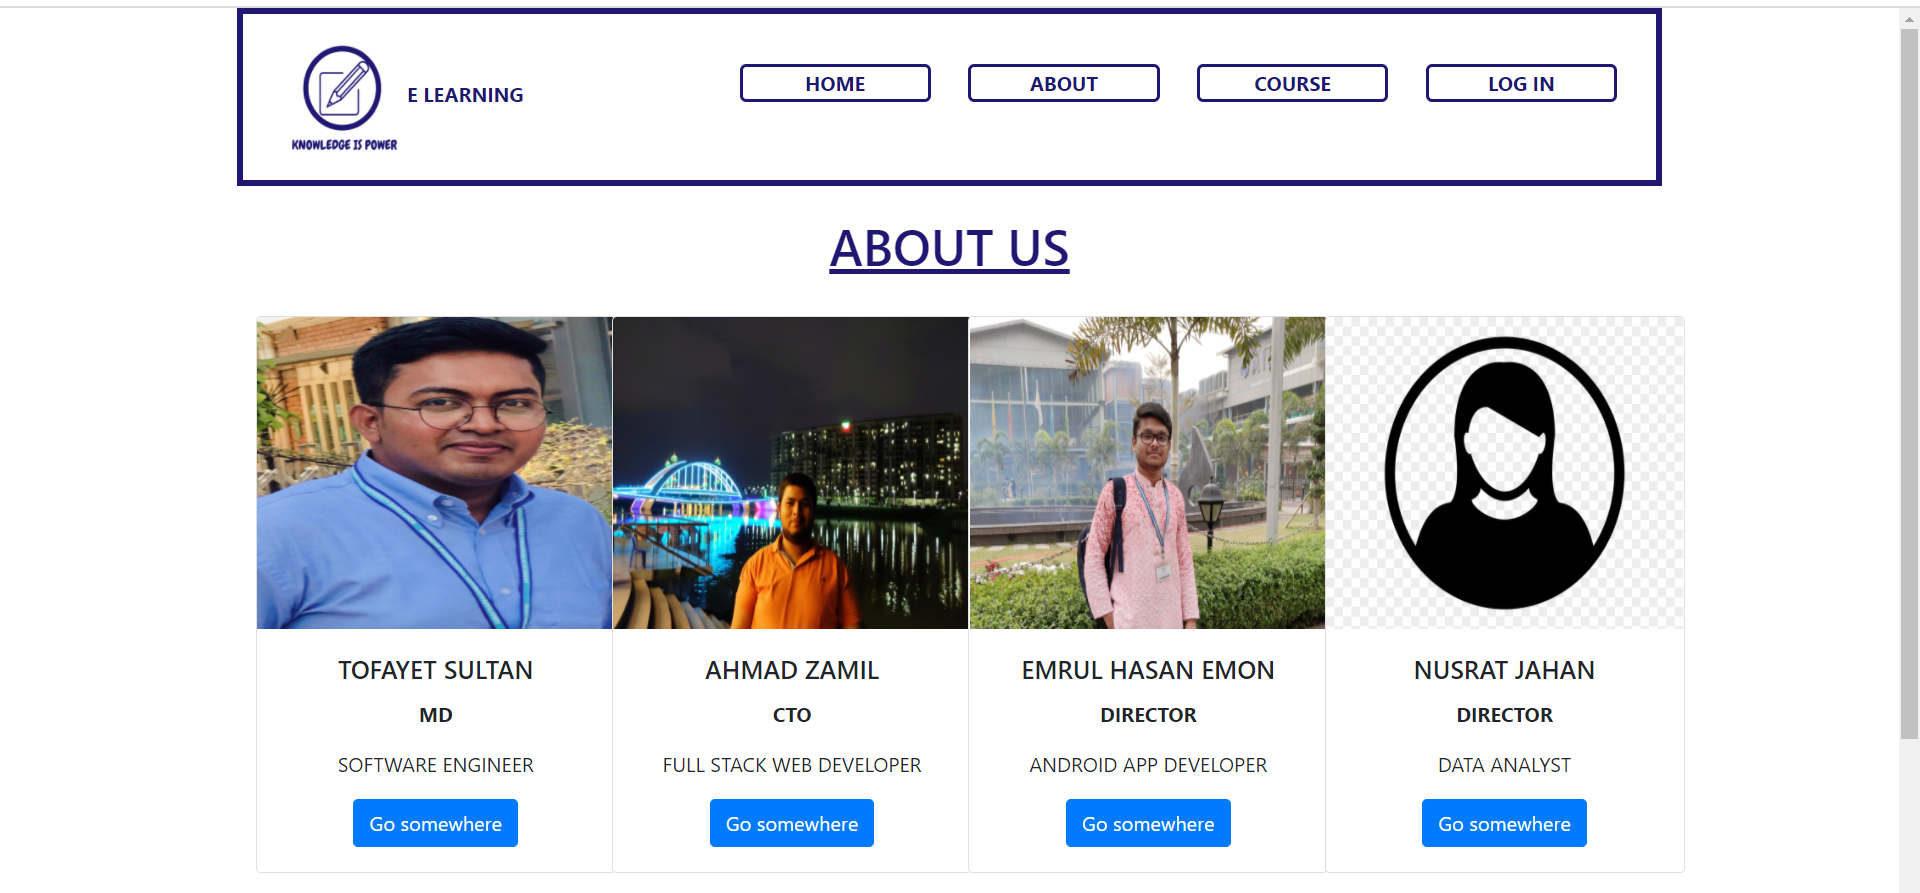 E LEARNING
KNOWLEDGE IS POWER
HOME
ABOUT
COURSE
LOG IN
ABOUT US
TOFAYET SULTAN
MD
SOFTWARE ENGINEER
Go somewhere
AHMAD ZAMIL
CTO
FULL STACK WEB DEVELOPER
Go somewhere
EMRUL HASAN EMON
DIRECTOR
ANDROID APP DEVELOPER
Go somewhere
NUSRAT JAHAN
DIRECTOR
DATA ANALYST
Go somewhere